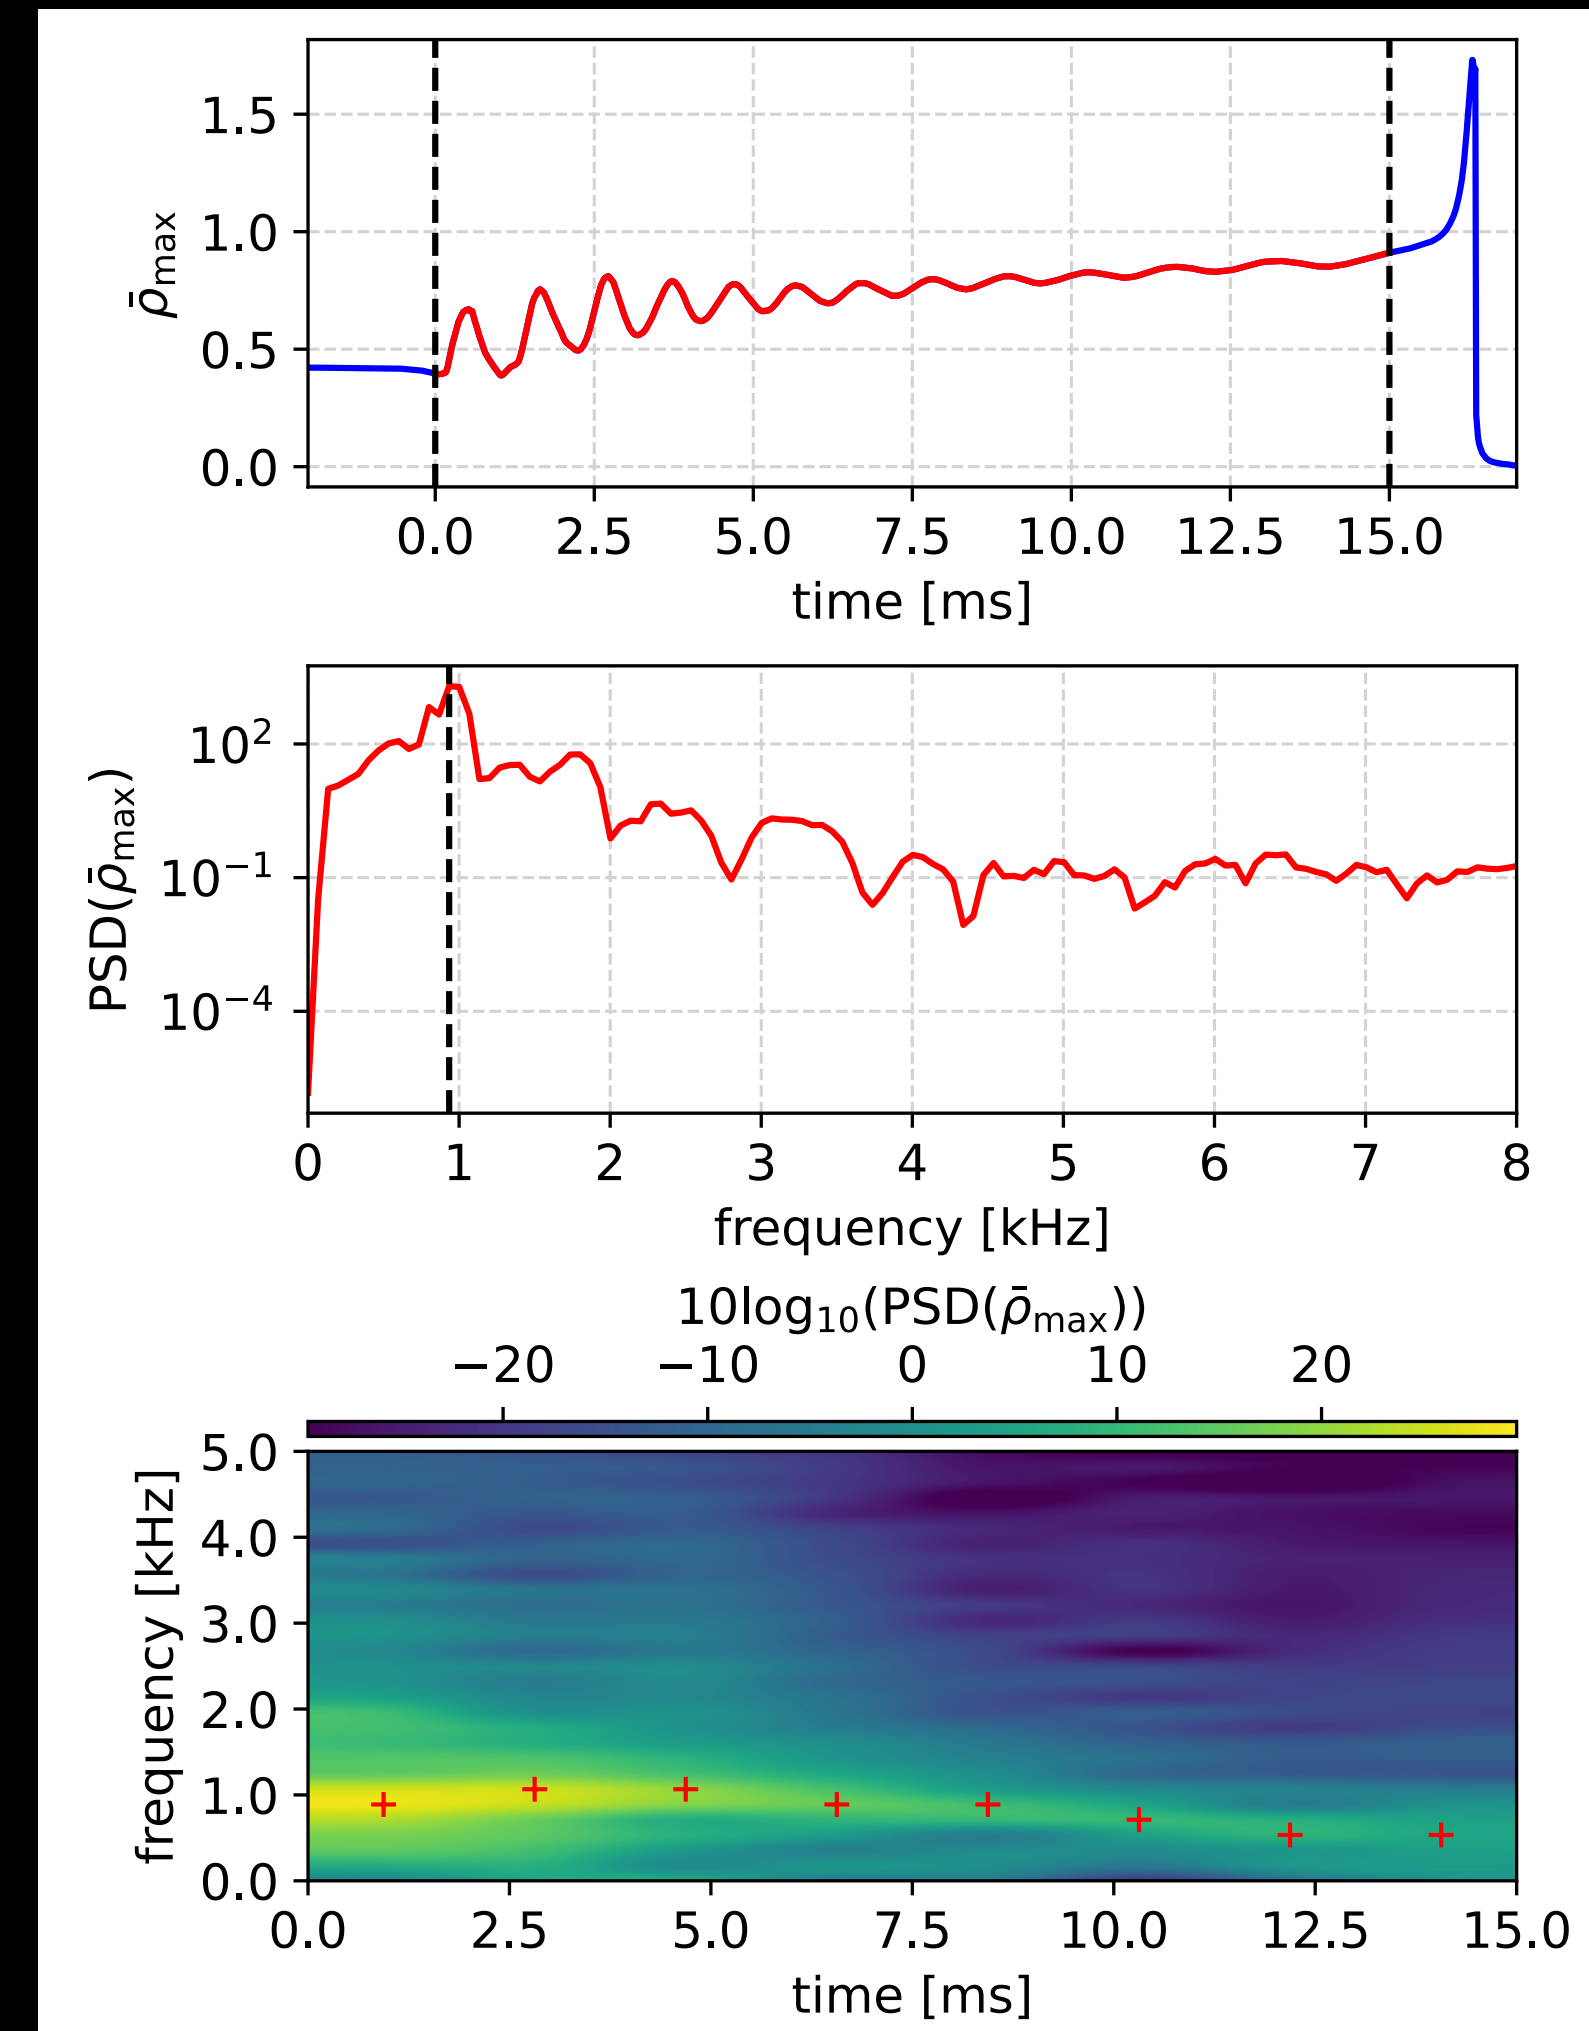 1.5
1.0
0.5
0.0
ρ̄max
0.0 2.5 5.0 7.5 10.0 12.5 15.0
time [ms]
10²
10⁻¹
10⁻⁴
PSD(ρ̄max)
0 1 2 3 4 5 6 7 8
frequency [kHz]
10log₁₀(PSD(ρ̄max))
−20 −10 0 10 20
5.0
4.0
3.0
2.0
1.0
0.0
frequency [kHz]
0.0 2.5 5.0 7.5 10.0 12.5 15.0
time [ms]